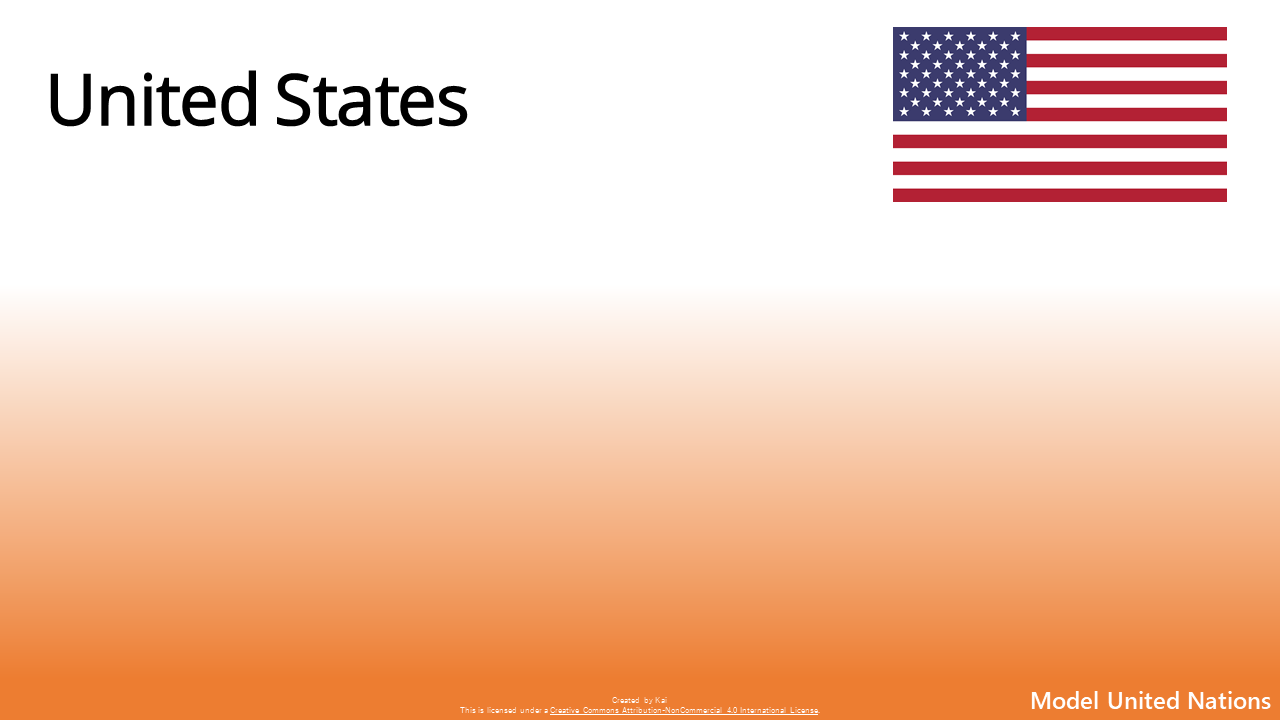 United States
Created by Kai
This is licensed under a Creative Commons Attribution-NonCommercial 4.0 International License.
Model United Nations